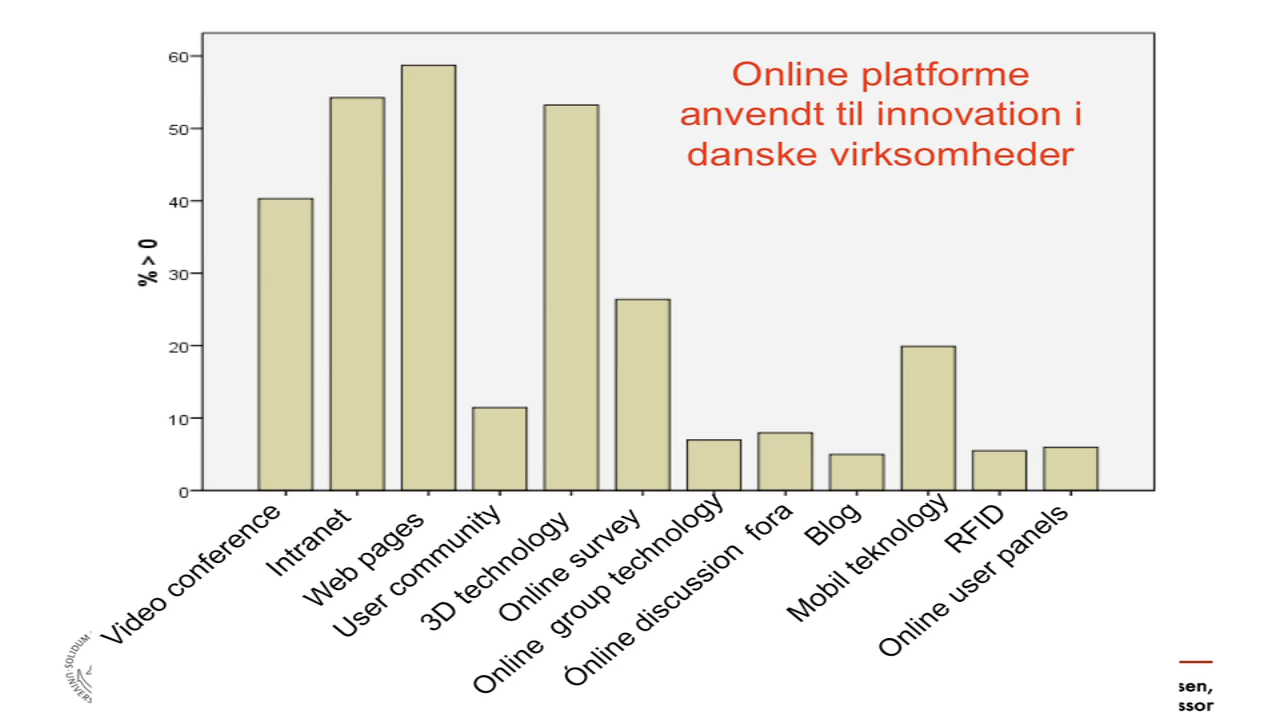 Online platforme
anvendt til innovation i
danske virksomheder
% > 0
60
50
40
30
20
10
0
Video conference
Intranet
Web pages
User community
3D technology
Online survey
Online group technology
Ónline discussion fora
Blog
Mobil teknology
RFID
Online user panels
SOLIDUM
sen,
ssor